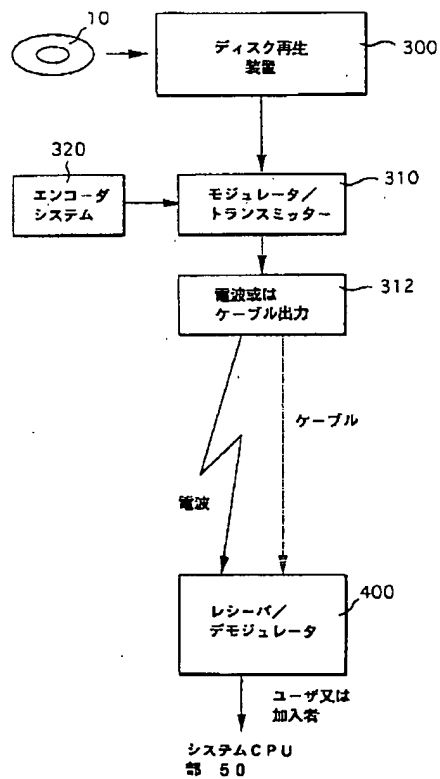 10
ディスク再生
装置
300
320
エンコーダ
システム
モジュレータ/
トランスミッター
310
電波或は
ケーブル出力
312
ケーブル
電波
レシーバ/
デモジュレータ
400
ユーザ又は
加入者
システムCPU
部 50